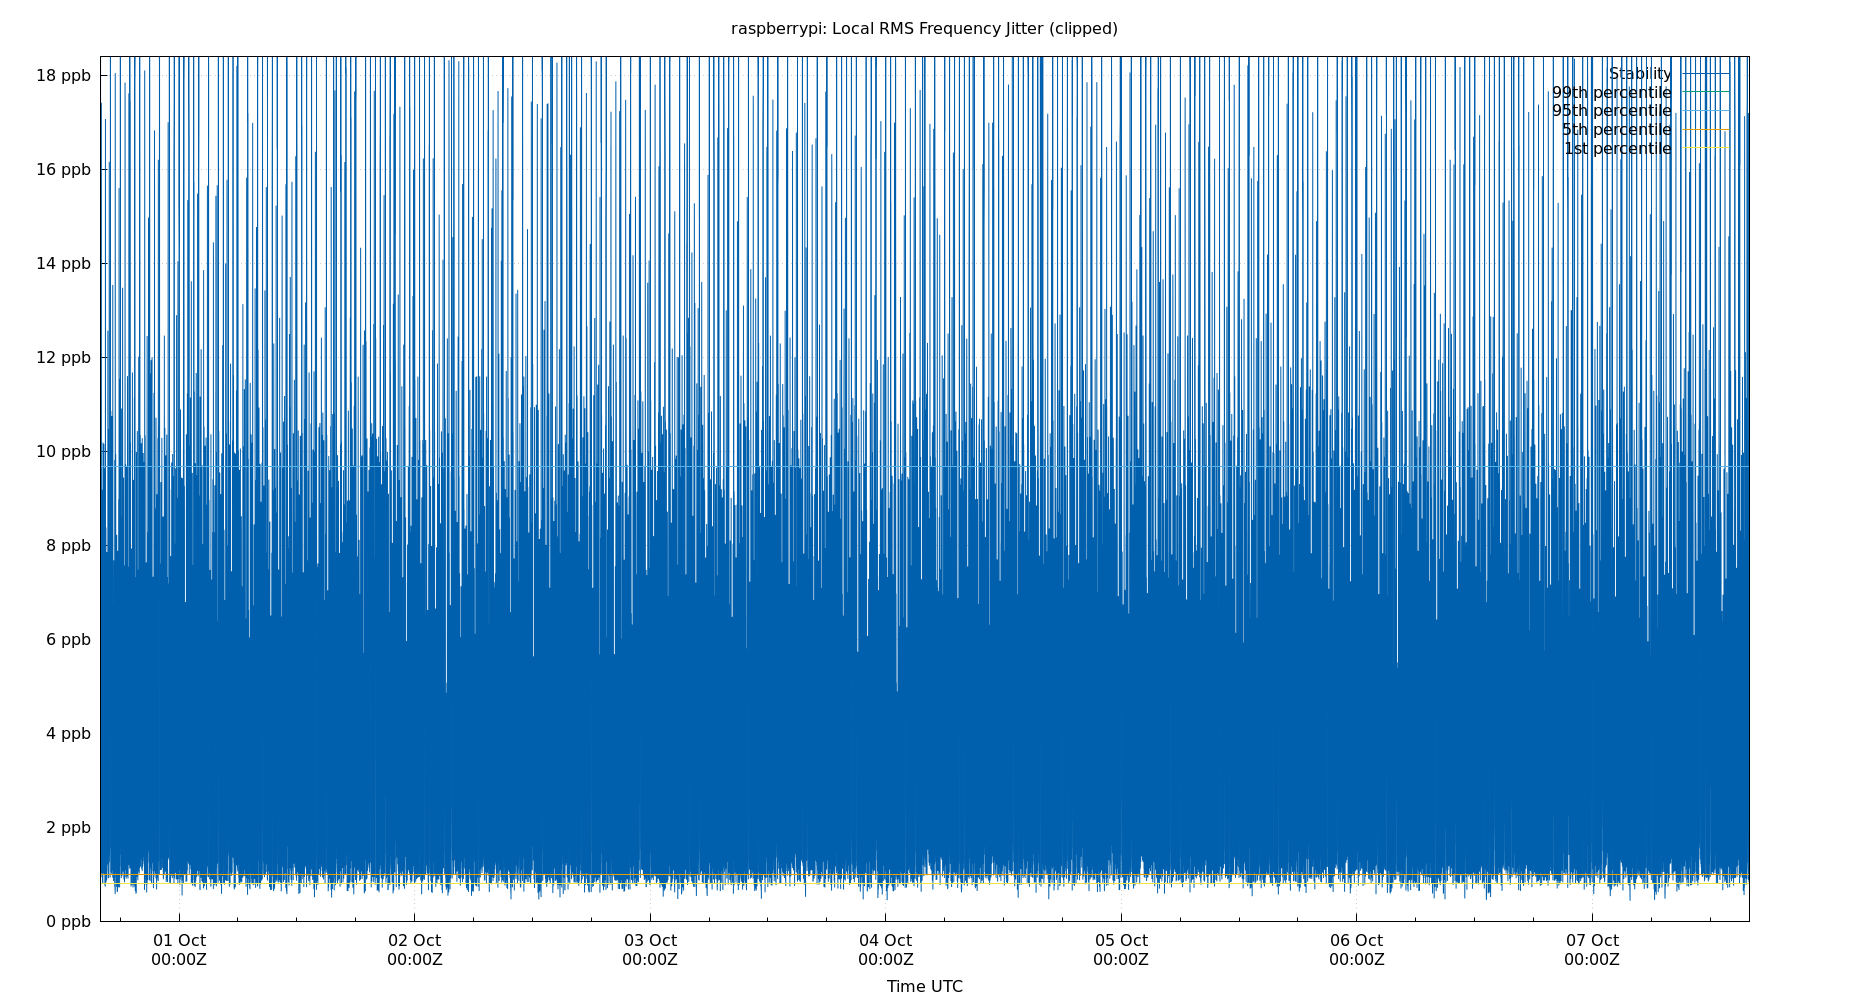 raspberrypi: Local RMS Frequency Jitter (clipped)
18 ppb
16 ppb
14 ppb
12 ppb
10 ppb
8 ppb
6 ppb
4 ppb
2 ppb
0 ppb
Stability
99th percentile
95th percentile
5th percentile
1st percentile
01 Oct
00:00Z
02 Oct
00:00Z
03 Oct
00:00Z
04 Oct
00:00Z
05 Oct
00:00Z
06 Oct
00:00Z
07 Oct
00:00Z
Time UTC